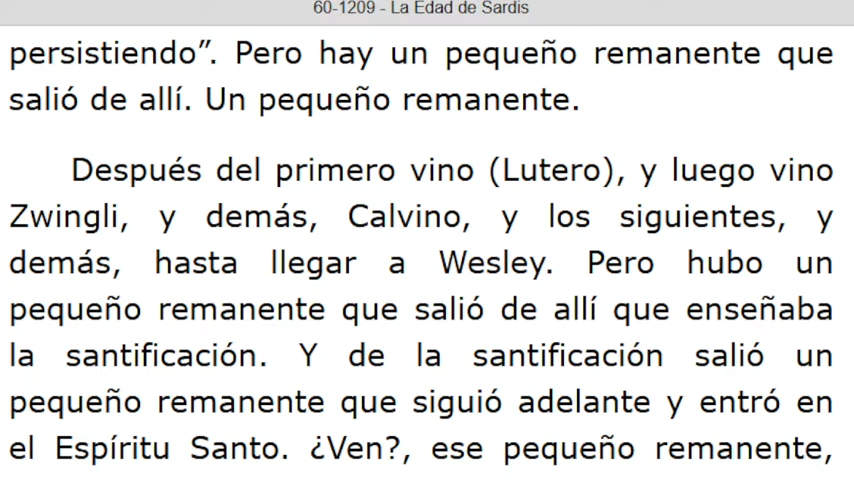 60-1209 - La Edad de Sardis
persistiendo”. Pero hay un pequeño remanente que
salió de allí. Un pequeño remanente.
Después del primero vino (Lutero), y luego vino
Zwingli, y demás, Calvino, y los siguientes, y
demás, hasta llegar a Wesley. Pero hubo un
pequeño remanente que salió de allí que enseñaba
la santificación. Y de la santificación salió un
pequeño remanente que siguió adelante y entró en
el Espíritu Santo. ¿Ven?, ese pequeño remanente,